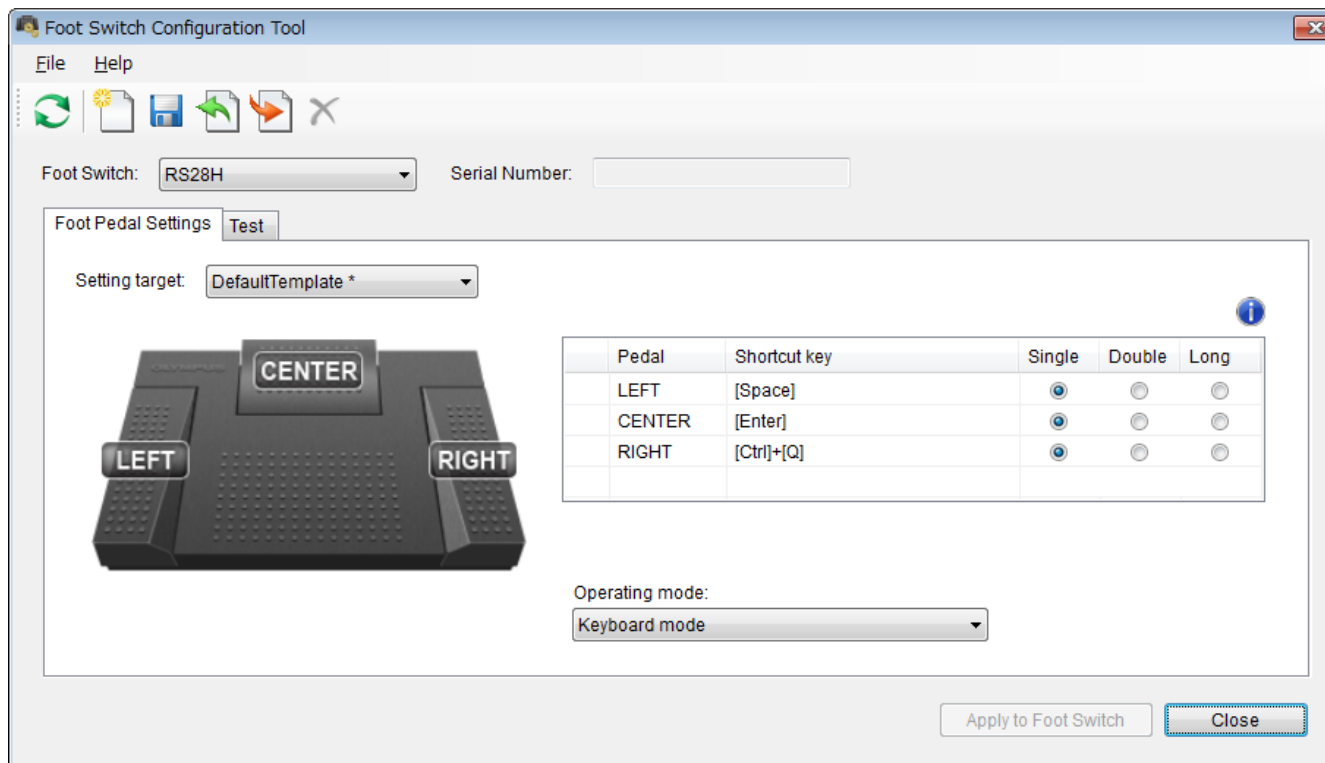 Foot Switch Configuration Tool
File Help
Foot Switch: RS28H Serial Number:
Foot Pedal Settings Test
Setting target: DefaultTemplate *
OLYMPUS
CENTER
LEFT
RIGHT
Pedal Shortcut key Single Double Long
LEFT [Space]
CENTER [Enter]
RIGHT [Ctrl]+[Q]
Operating mode:
Keyboard mode
Apply to Foot Switch Close